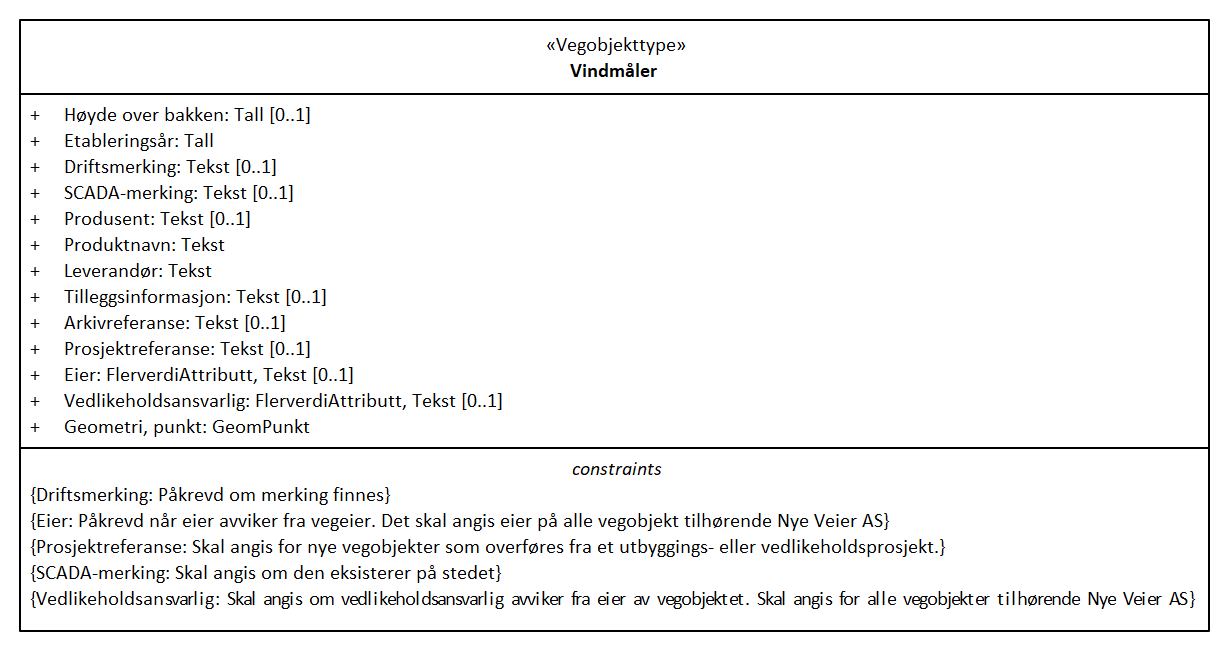 «Vegobjekttype»
Vindmåler
+ Høyde over bakken: Tall [0..1]
+ Etableringsår: Tall
+ Driftsmerking: Tekst [0..1]
+ SCADA-merking: Tekst [0..1]
+ Produsent: Tekst [0..1]
+ Produktnavn: Tekst
+ Leverandør: Tekst
+ Tilleggsinformasjon: Tekst [0..1]
+ Arkivreferanse: Tekst [0..1]
+ Prosjektreferanse: Tekst [0..1]
+ Eier: FlerverdiAttributt, Tekst [0..1]
+ Vedlikeholdsansvarlig: FlerverdiAttributt, Tekst [0..1]
+ Geometri, punkt: GeomPunkt
constraints
{Driftsmerking: Påkrevd om merking finnes}
{Eier: Påkrevd når eier avviker fra vegeier. Det skal angis eier på alle vegobjekt tilhørende Nye Veier AS}
{Prosjektreferanse: Skal angis for nye vegobjekter som overføres fra et utbyggings- eller vedlikeholdsprosjekt.}
{SCADA-merking: Skal angis om den eksisterer på stedet}
{Vedlikeholdsansvarlig: Skal angis om vedlikeholdsansvarlig avviker fra eier av vegobjektet. Skal angis for alle vegobjekter tilhørende Nye Veier AS}